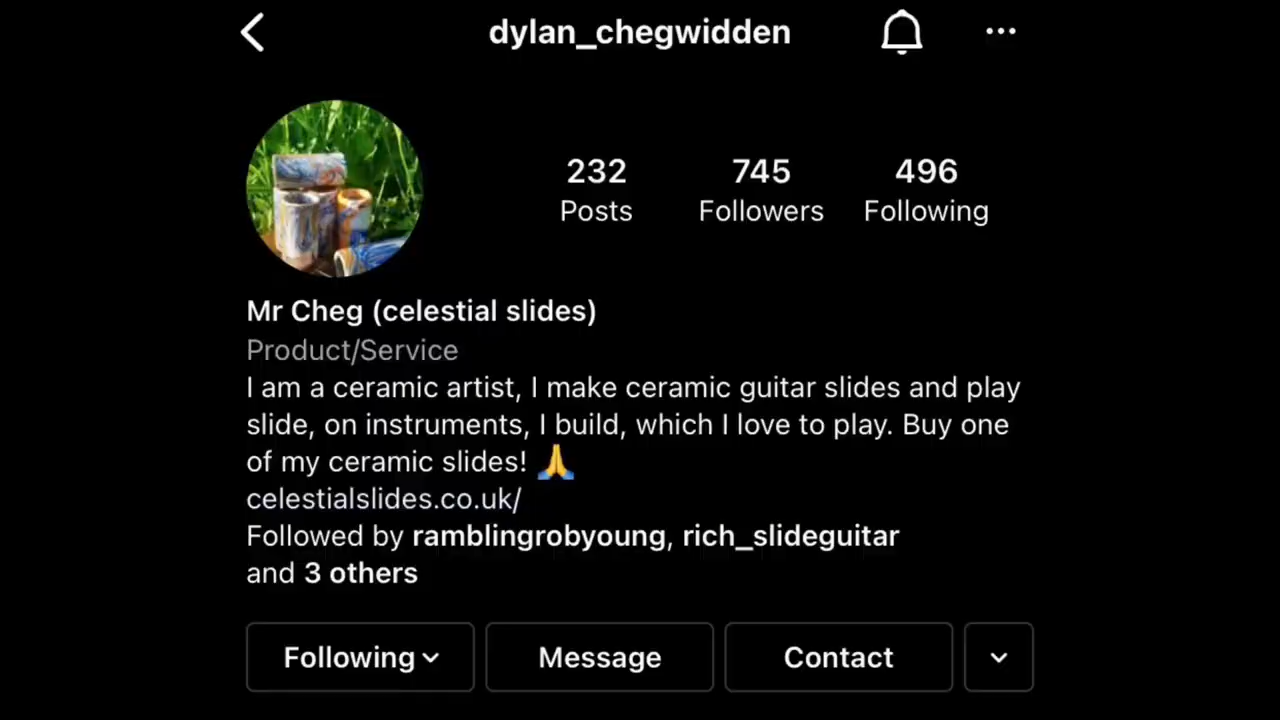 dylan_chegwidden
232 745 496
Posts Followers Following
Mr Cheg (celestial slides)
Product/Service
I am a ceramic artist, I make ceramic guitar slides and play
slide, on instruments, I build, which I love to play. Buy one
of my ceramic slides! 🙏
celestialslides.co.uk/
Followed by ramblingrobyoung, rich_slideguitar
and 3 others
Following Message Contact